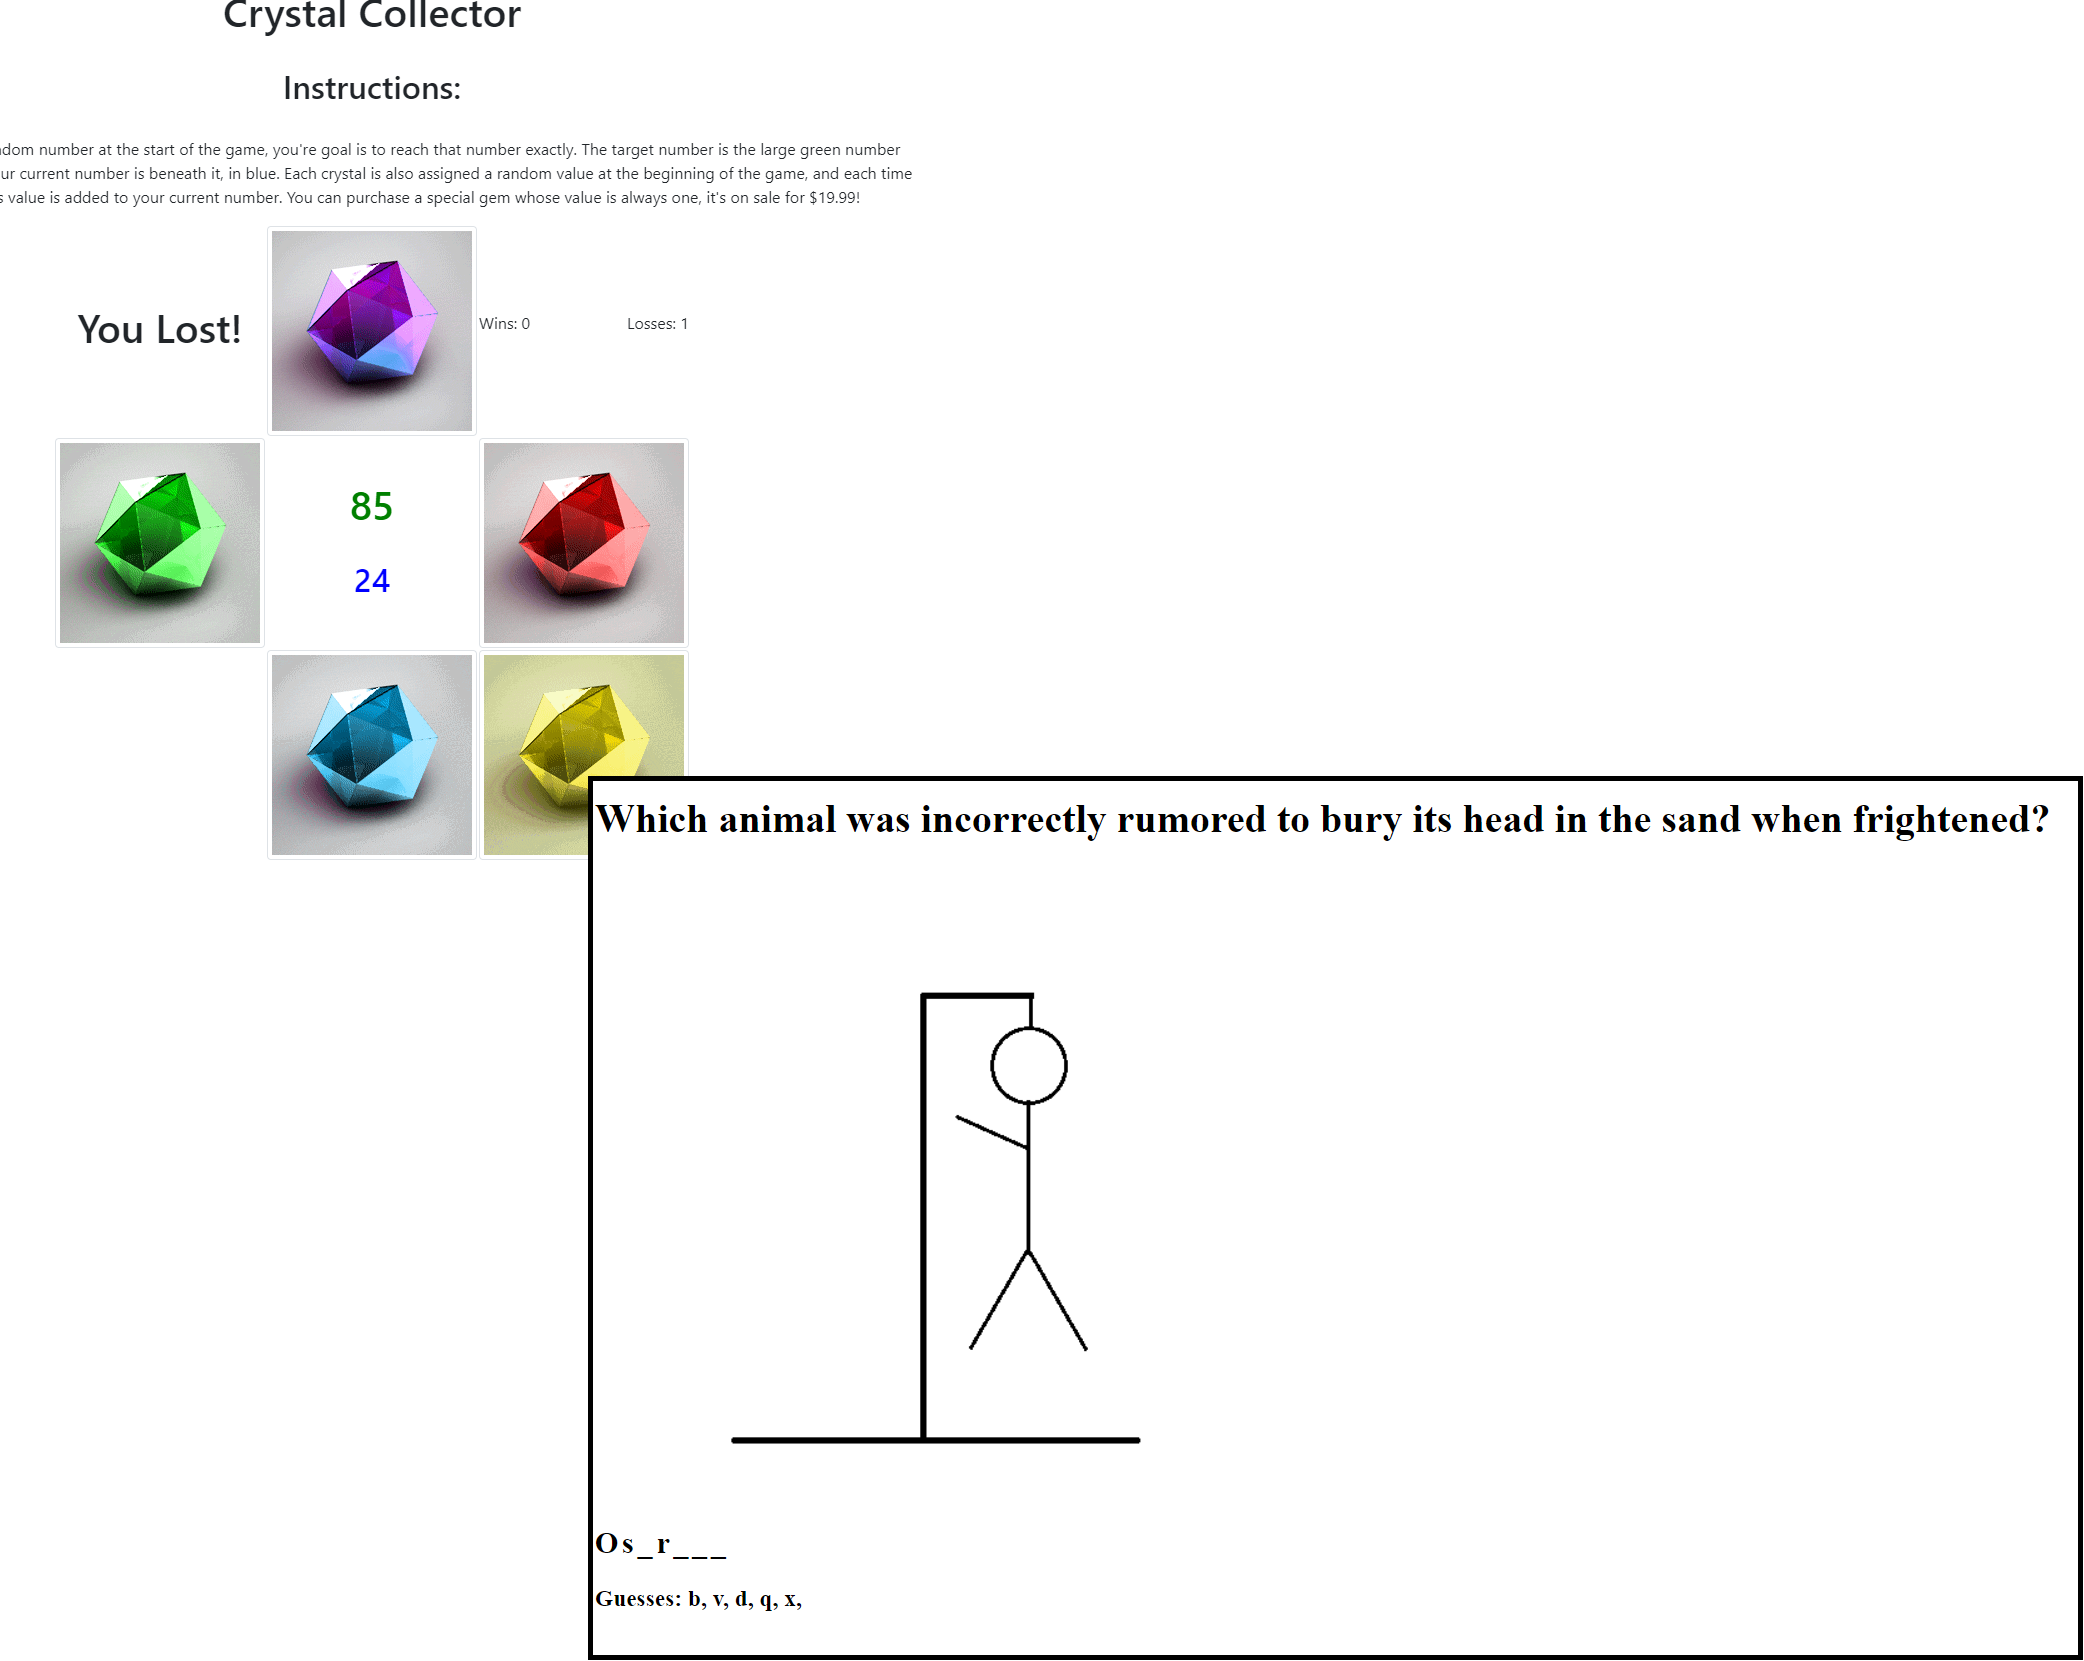 Crystal Collector
Instructions:
number at the start of the game, you're goal is to reach that number exactly. The target number is the large green number
current number is beneath it, in blue. Each crystal is also assigned a random value at the beginning of the game, and each time
value is added to your current number. You can purchase a special gem whose value is always one, it's on sale for $19.99!
You Lost!
Wins: 0
Losses: 1
85
24
Which animal was incorrectly rumored to bury its head in the sand when frightened?
Os_r___
Guesses: b, v, d, q, x,